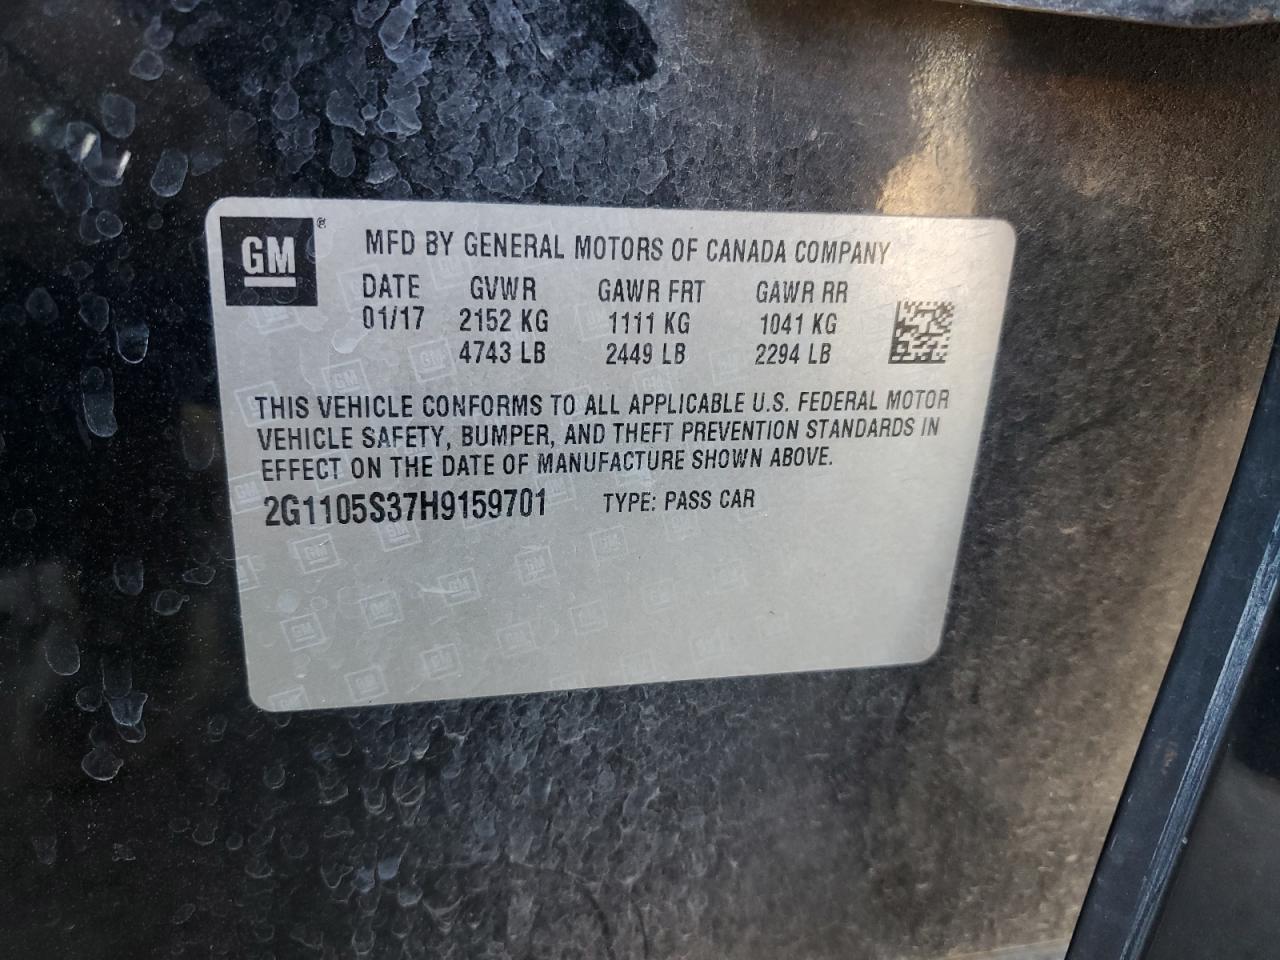 GM®
MFD BY GENERAL MOTORS OF CANADA COMPANY
DATE GVWR GAWR FRT GAWR RR
01/17 2152 KG 1111 KG 1041 KG
4743 LB 2449 LB 2294 LB
THIS VEHICLE CONFORMS TO ALL APPLICABLE U.S. FEDERAL MOTOR
VEHICLE SAFETY, BUMPER, AND THEFT PREVENTION STANDARDS IN
EFFECT ON THE DATE OF MANUFACTURE SHOWN ABOVE.
2G1105S37H9159701 TYPE: PASS CAR